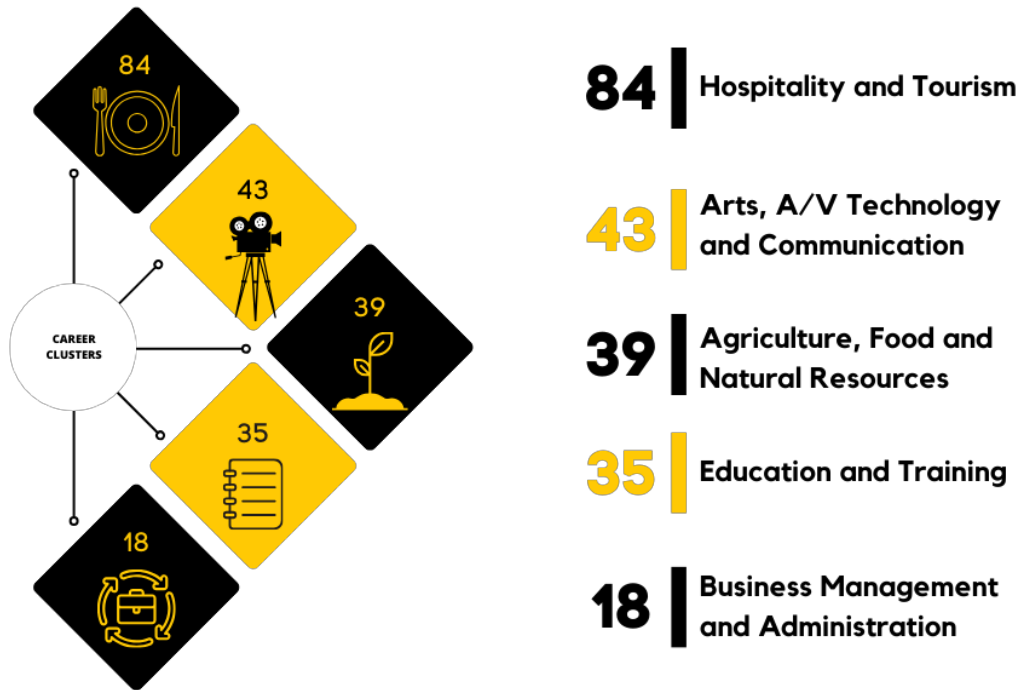 84
43
39
CAREER
CLUSTERS
35
18
84
Hospitality and Tourism
43
Arts, A/V Technology
and Communication
39
Agriculture, Food and
Natural Resources
35
Education and Training
18
Business Management
and Administration